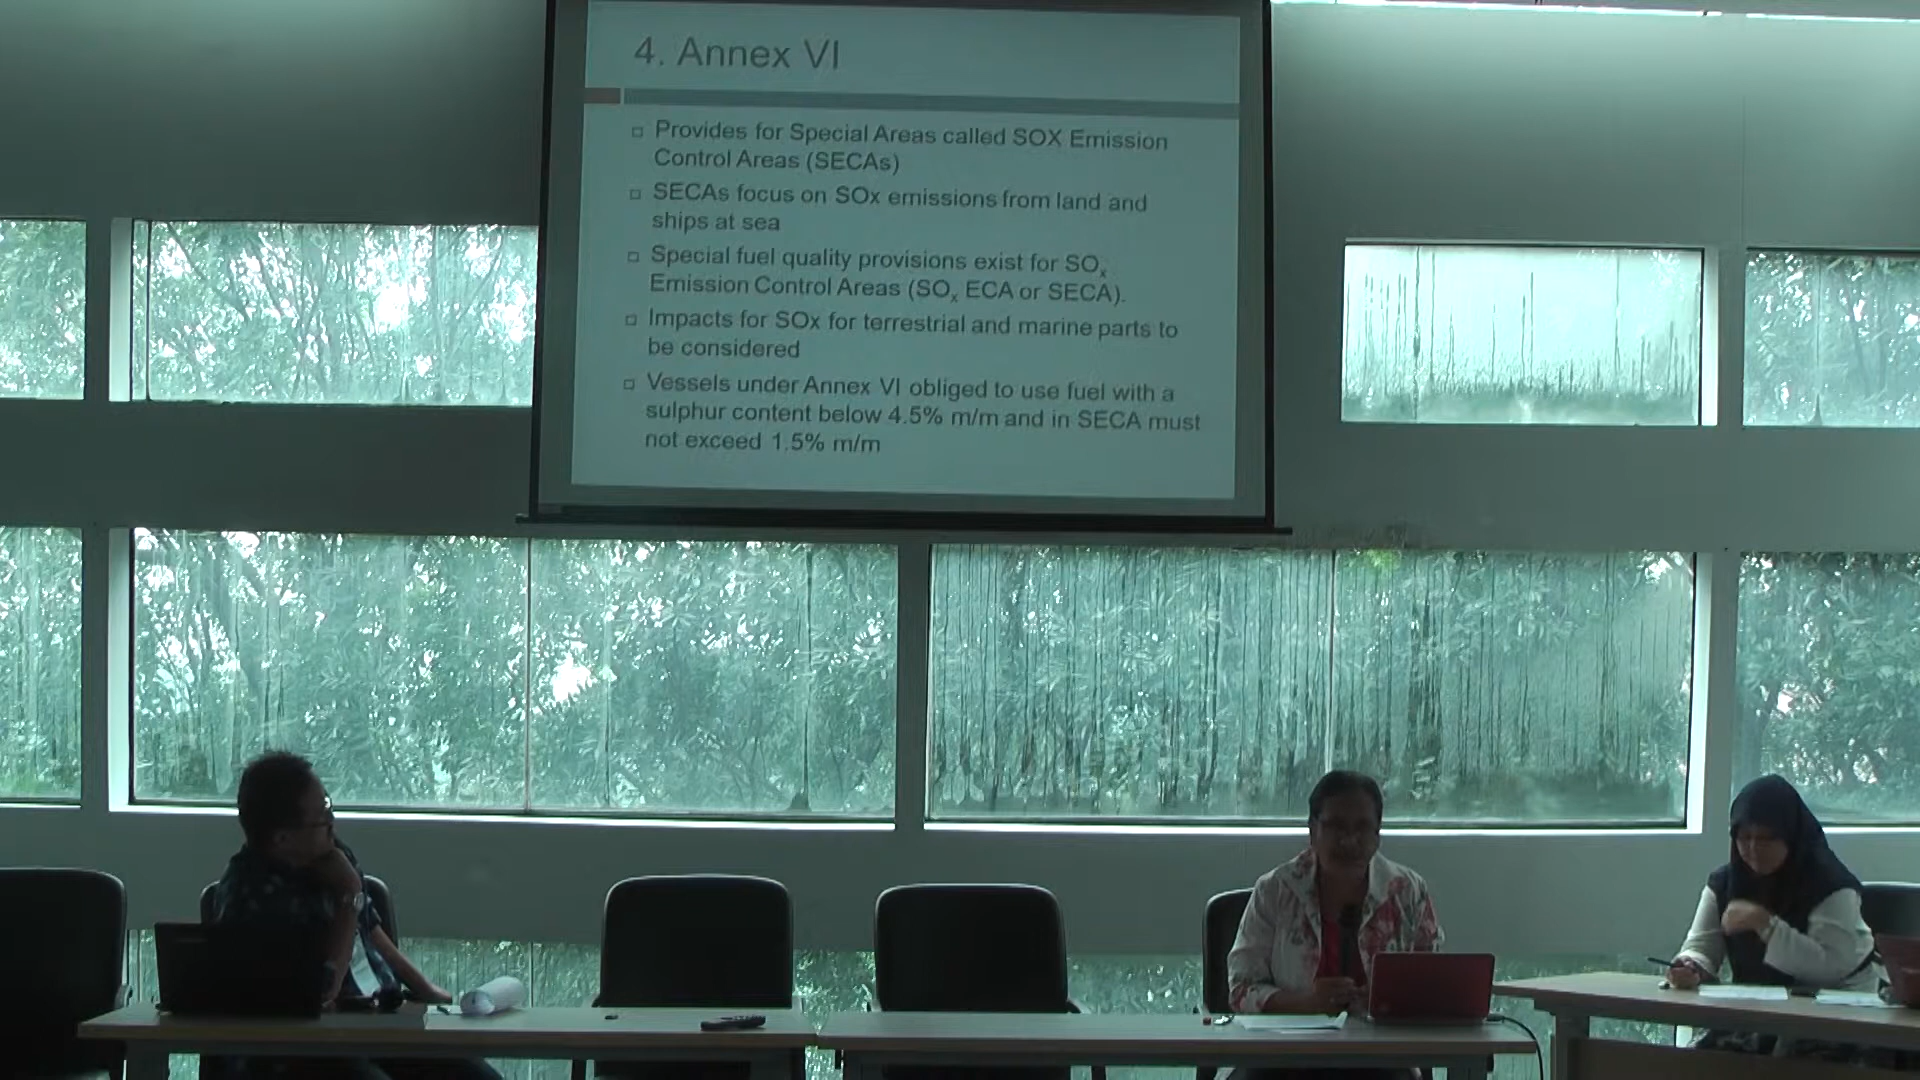 4. Annex VI
Provides for Special Areas called SOX Emission
Control Areas (SECAs)
SECAs focus on SOx emissions from land and
ships at sea
Special fuel quality provisions exist for SOx
Emission Control Areas (SOx ECA or SECA).
Impacts for SOx for terrestrial and marine parts to
be considered
Vessels under Annex VI obliged to use fuel with a
sulphur content below 4.5% m/m and in SECA must
not exceed 1.5% m/m